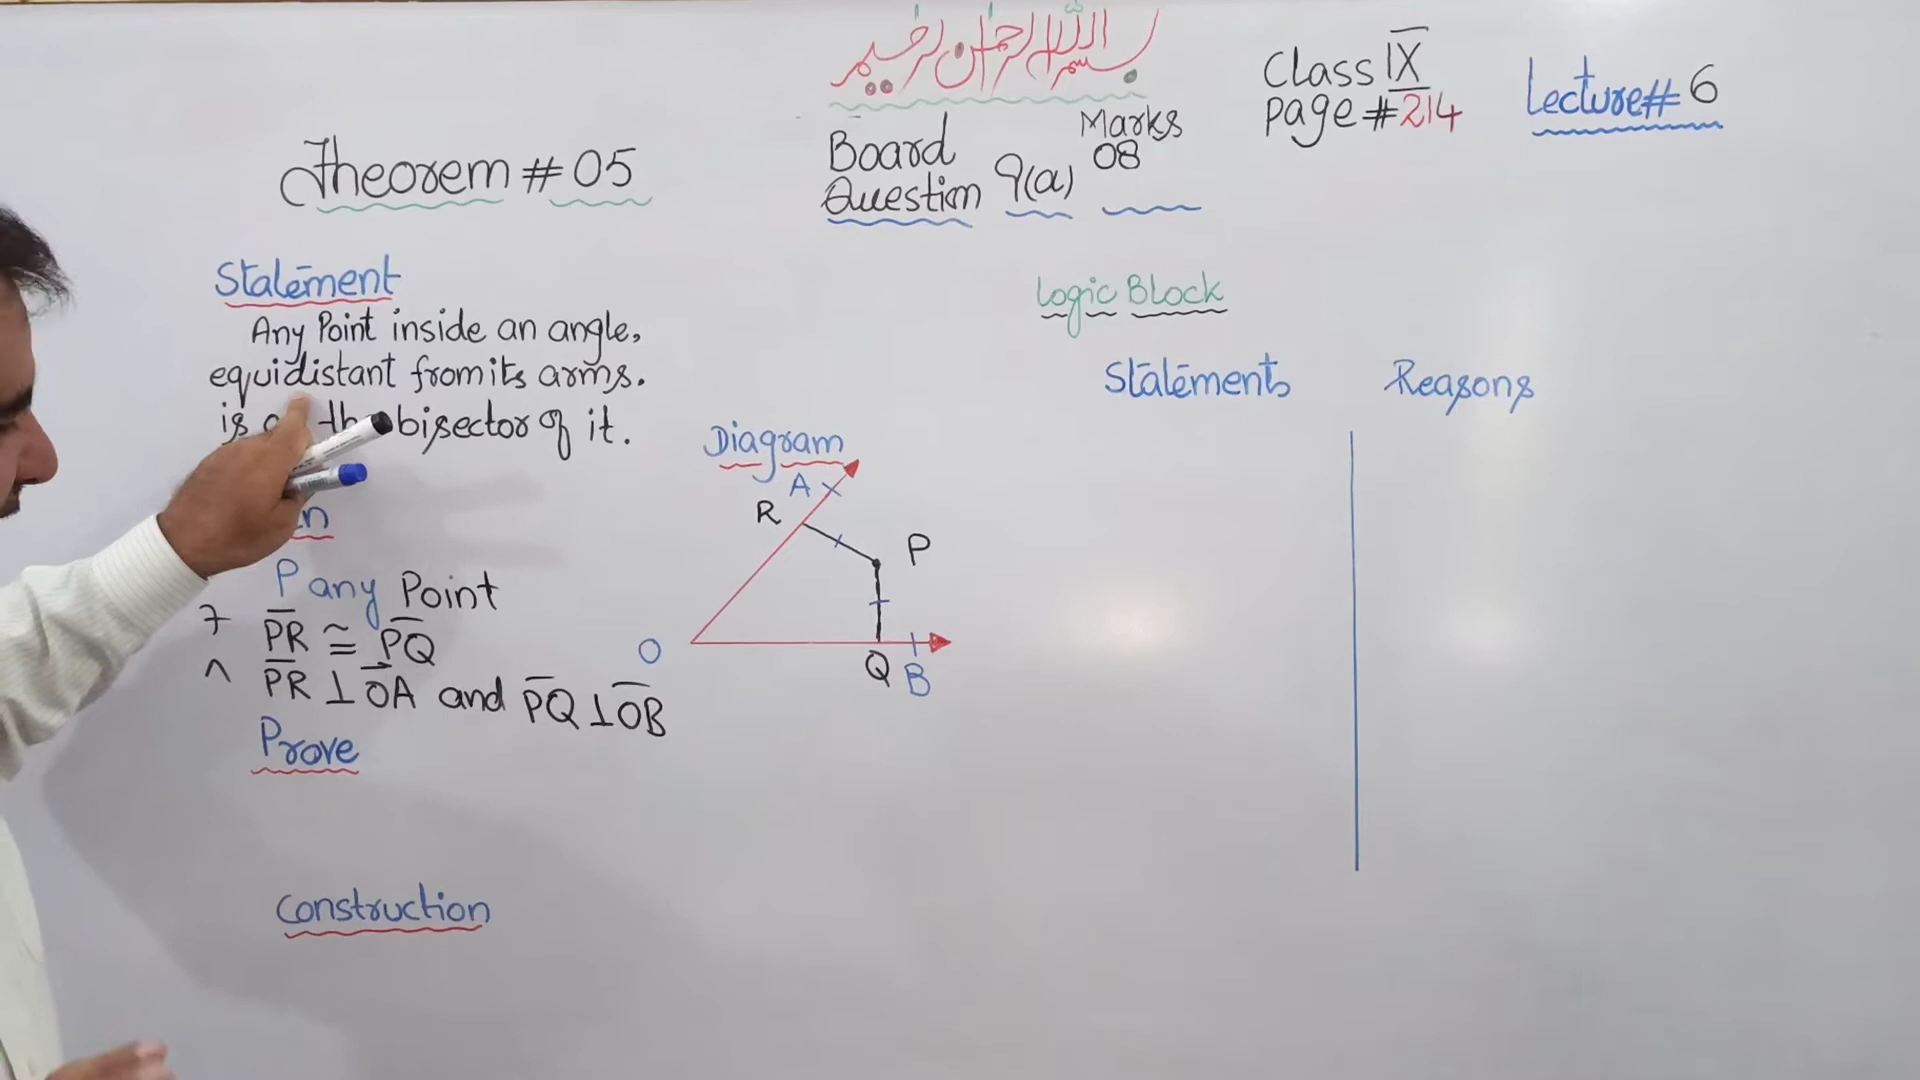 بسم اللہ الرحمٰن الرحیم
Class IX
Page #214
Lecture# 6
Theorem # 05
Board
Question 9(a)
Marks
08
Statement
Any Point inside an angle,
equidistant from its arms.
is bisector of it.
Given
P any Point
PR ≅ PQ
∧ PR ⊥ OA and PQ ⊥ OB
Prove
Construction
Diagram
A
R
P
O
Q
B
Logic Block
Statements
Reasons